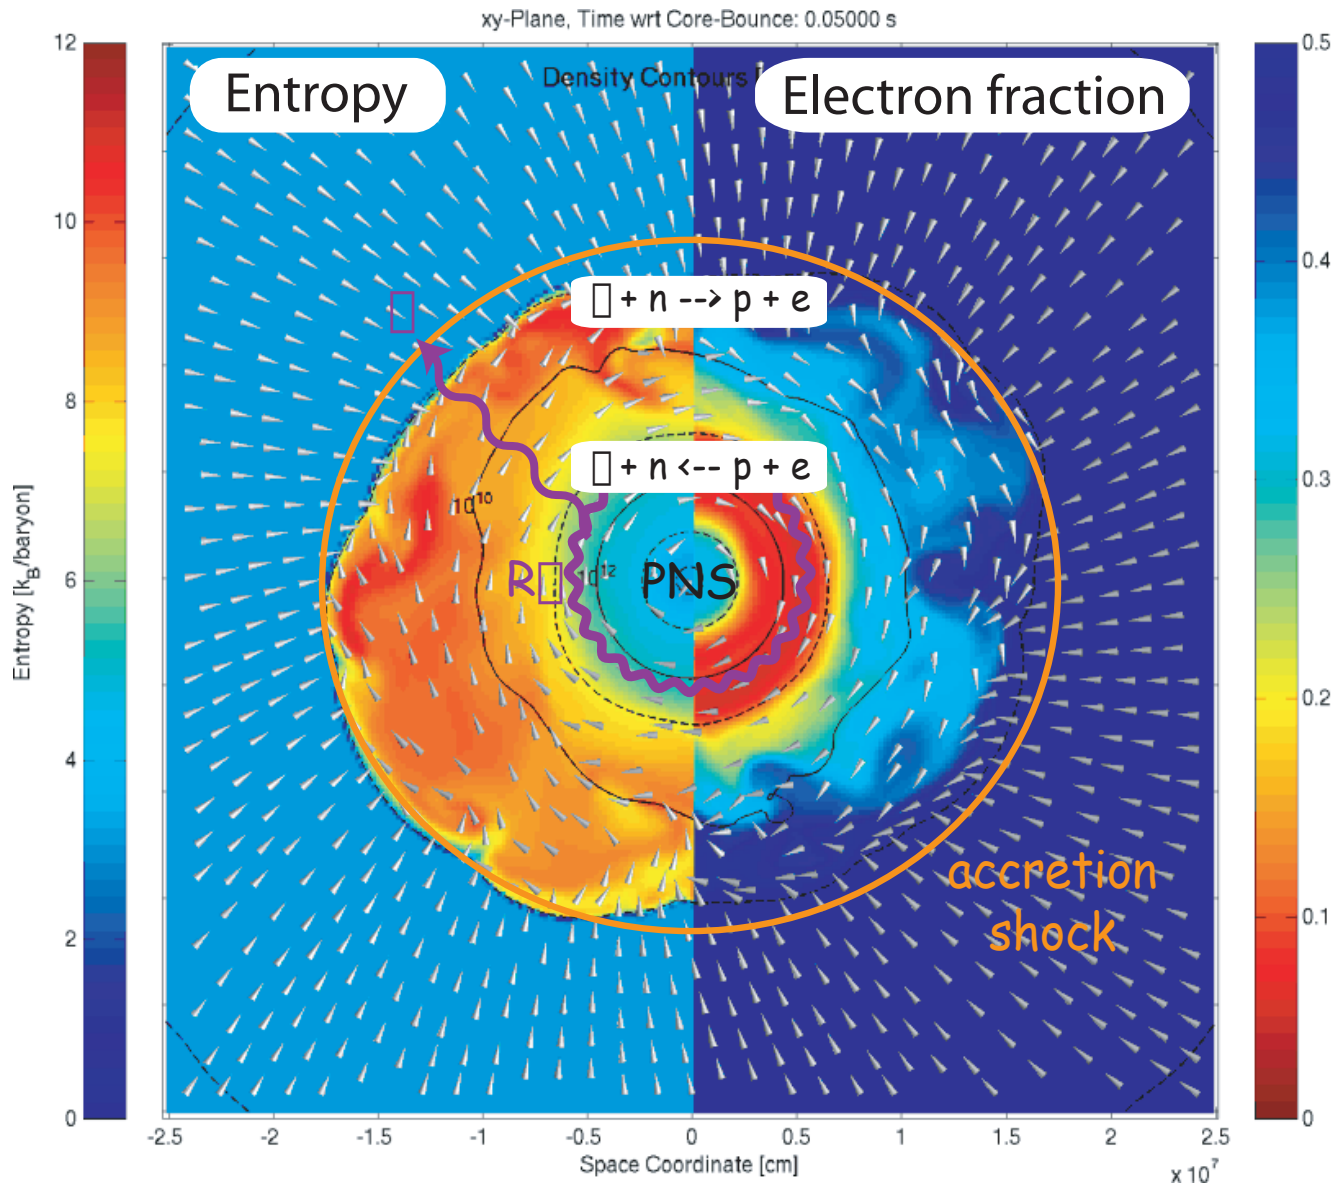 xy-Plane, Time wrt Core-Bounce: 0.05000 s
Density Contours [
Entropy
Electron fraction
12
10
8
6
4
2
0
Entropy [k_B/baryon]
0.5
0.4
0.3
0.2
0.1
0
▯ + n --> p + e
▯ + n <-- p + e
▯
10^10
R▯
10^12
PNS
accretion
shock
-2.5 -2 -1.5 -1 -0.5 0 0.5 1 1.5 2 2.5
Space Coordinate [cm]
x 10^7